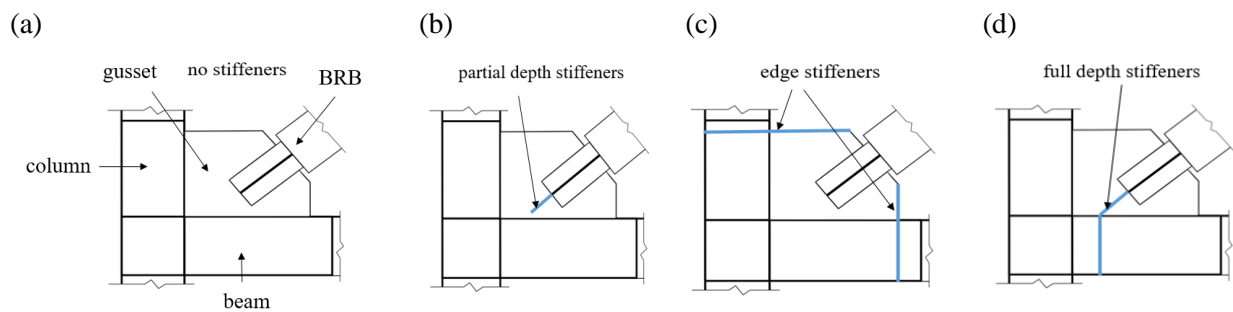 (a)
(b)
(c)
(d)
gusset
no stiffeners
BRB
partial depth stiffeners
edge stiffeners
full depth stiffeners
column
beam